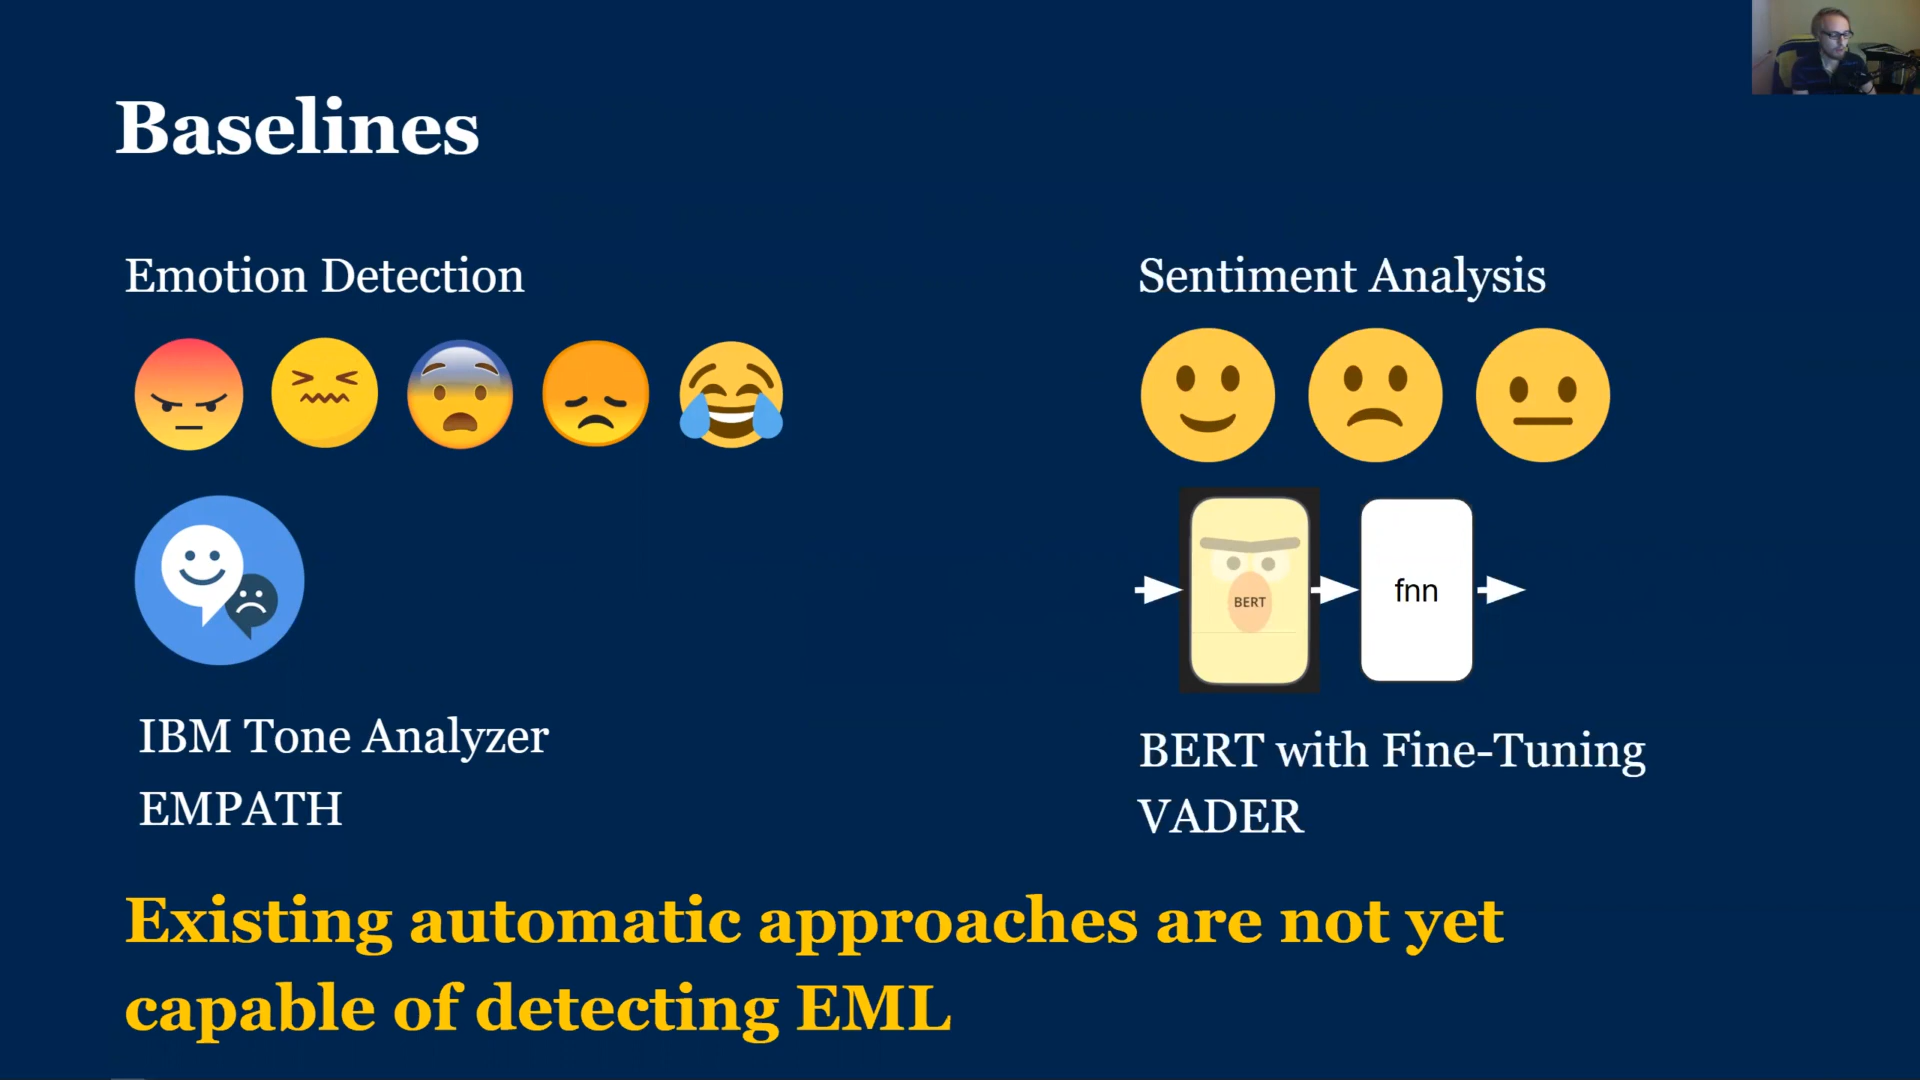 Baselines
Emotion Detection
Sentiment Analysis
BERT
fnn
IBM Tone Analyzer
EMPATH
BERT with Fine-Tuning
VADER
Existing automatic approaches are not yet
capable of detecting EML